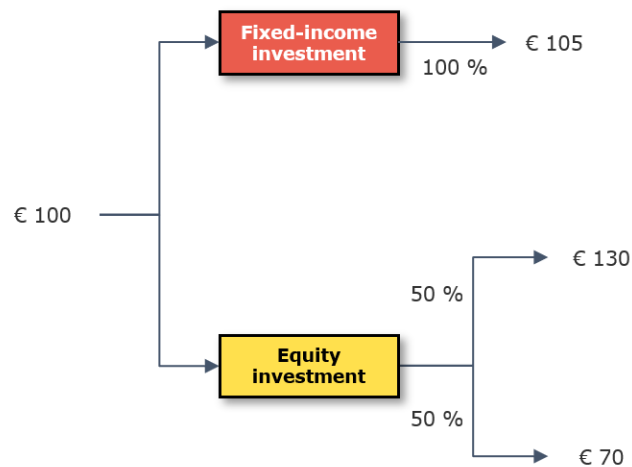 Fixed-income
investment
€ 105
100 %
€ 100
€ 130
50 %
Equity
investment
50 %
€ 70